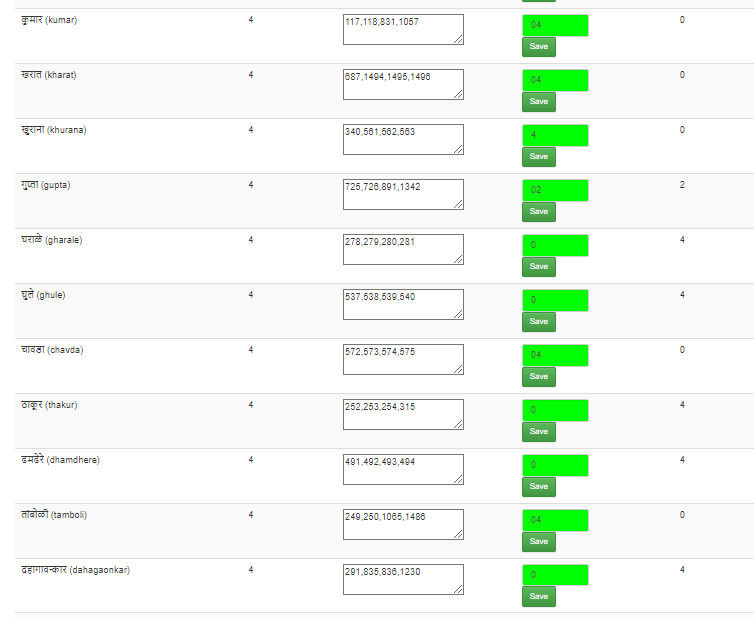 कुमार (kumar) 4 117,118,831,1057 04 0
Save
खरात (kharat) 4 687,1494,1495,1496 04 0
Save
खुराना (khurana) 4 340,561,562,563 4 0
Save
गुप्ता (gupta) 4 725,726,891,1342 02 2
Save
घराळे (gharale) 4 278,279,280,281 0 4
Save
घुले (ghule) 4 537,538,539,540 0 4
Save
चावडा (chavda) 4 572,573,574,575 04 0
Save
ठाकूर (thakur) 4 252,253,254,315 0 4
Save
ढमढेरे (dhamdhere) 4 491,492,493,494 0 4
Save
तांबोळी (tamboli) 4 249,250,1065,1486 04 0
Save
दहागावन्कार (dahagaonkar) 4 291,835,836,1230 0 4
Save